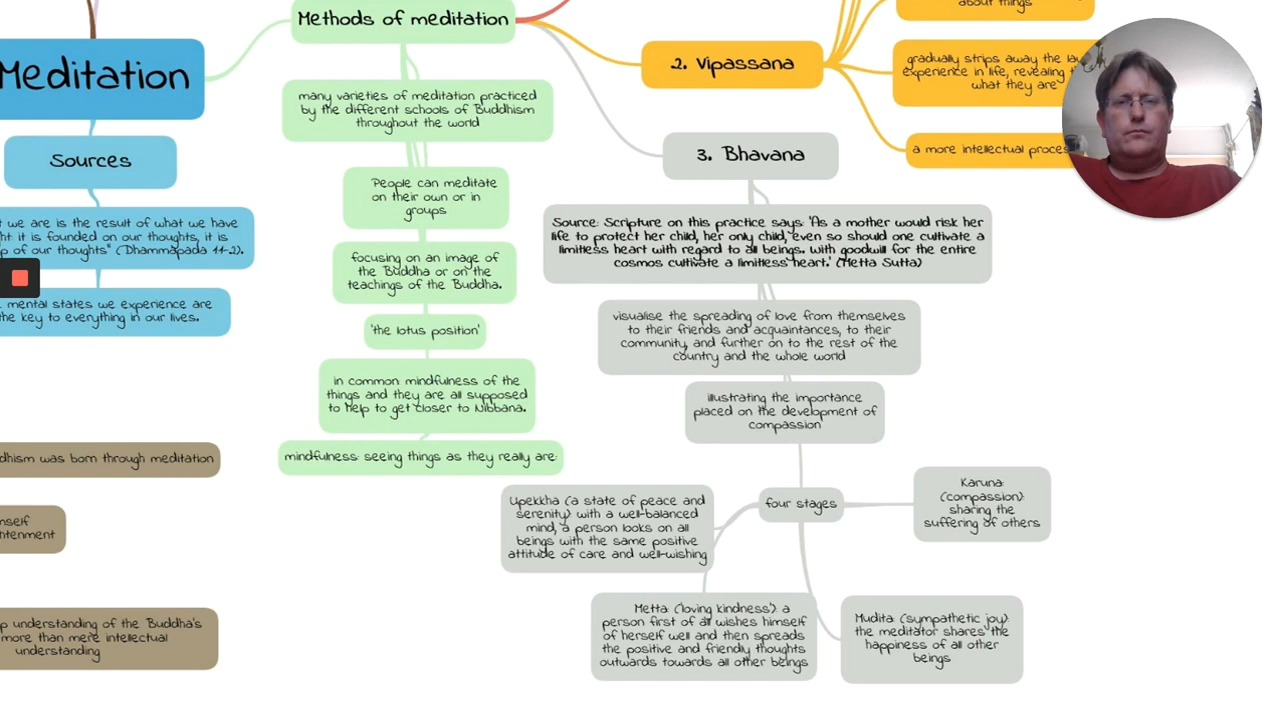 Methods of meditation
many varieties of meditation practiced
by the different schools of Buddhism
throughout the world
People can meditate
on their own or in
groups
focusing on an image of
the Buddha or on the
teachings of the Buddha.
'the lotus position'
in common: mindfulness of the
things and they are all supposed
to help to get closer to Nibbana.
mindfulness: seeing things as they really are:
Meditation
Sources
t we are is the result of what we have
ht it is founded on our thoughts, it is
p of our thoughts" (Dhammapada 11-2).
mental states we experience are
the key to everything in our lives.
dhism was born through meditation
mself
htenment
p understanding of the Buddha's
more than mere intellectual
understanding
2. Vipassana
about things
gradually strips away the
experience in life, revealing
what they are
a more intellectual proces
3. Bhavana
Source: Scripture on this practice says: 'As a mother would risk her
life to protect her child, her only child, even so should one cultivate a
limitless heart with regard to all beings. With goodwill for the entire
cosmos cultivate a limitless heart.' (Metta Sutta)
visualise the spreading of love from themselves
to their friends and acquaintances, to their
community, and further on to the rest of the
country and the whole world
illustrating the importance
placed on the development of
compassion
four stages
Upekkha (a state of peace and
serenity): with a well-balanced
mind, a person looks on all
beings with the same positive
attitude of care and well-wishing
Karuna:
(compassion):
sharing the
suffering of others
Metta: ('loving kindness'): a
person first of all wishes himself
of herself well and then spreads
the positive and friendly thoughts
outwards towards all other beings
Mudita: (sympathetic joy):
the meditator shares the
happiness of all other
beings